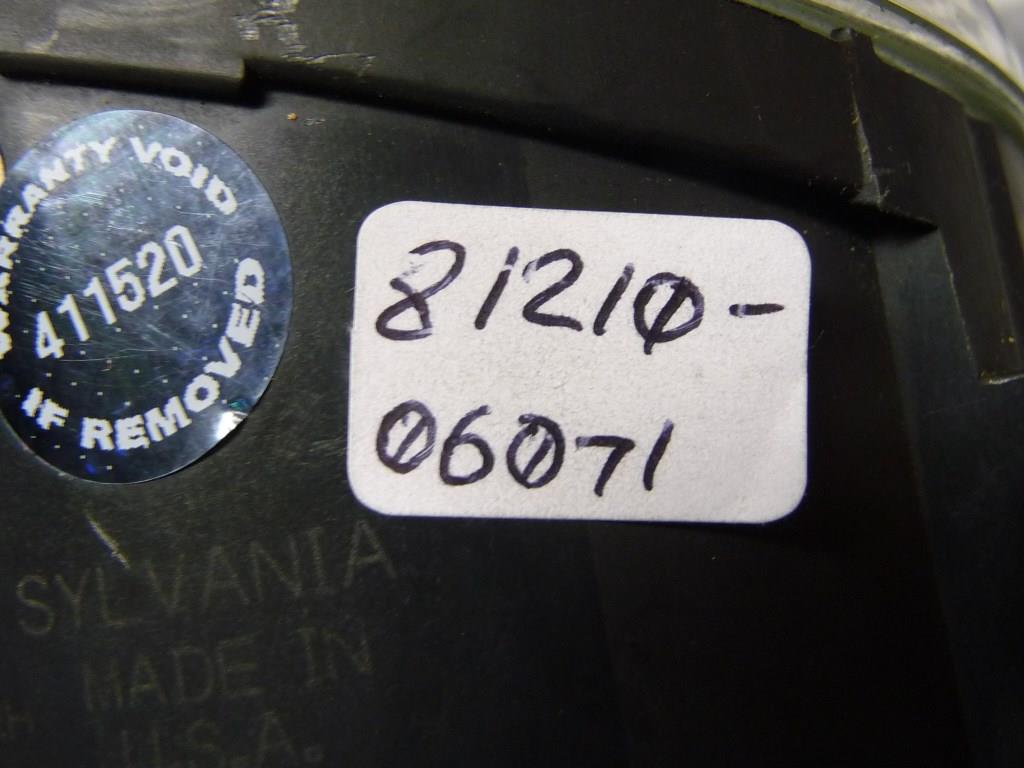 WARRANTY VOID
411520
IF REMOVED
81210-
06071
SYLVANIA
MADE IN
U.S.A.